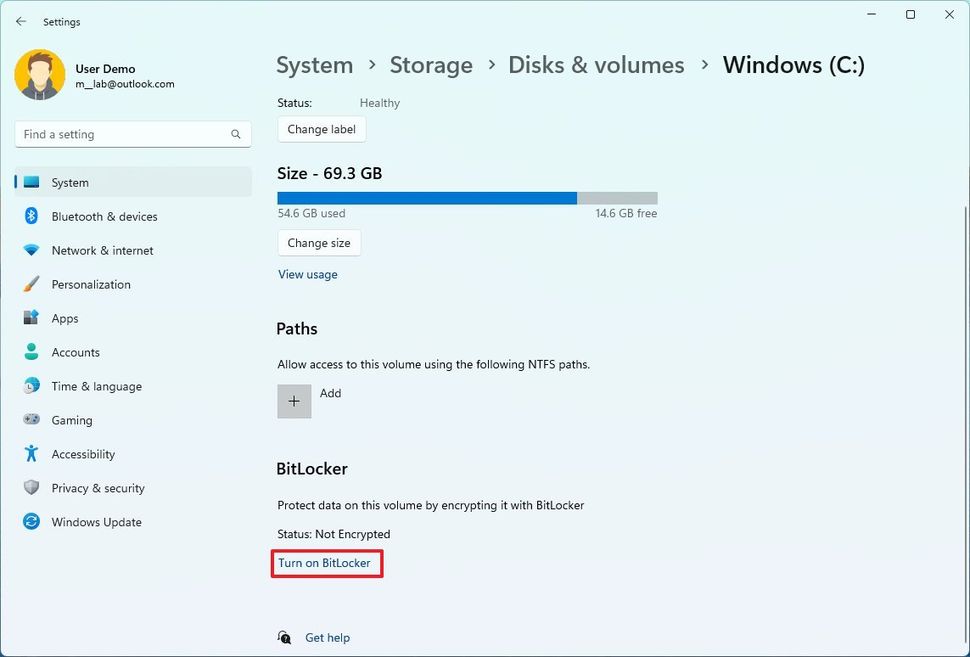 Settings
User Demo
m__lab@outlook.com
Find a setting
System
Bluetooth & devices
Network & internet
Personalization
Apps
Accounts
Time & language
Gaming
Accessibility
Privacy & security
Windows Update
System › Storage › Disks & volumes › Windows (C:)
Status: Healthy
Change label
Size - 69.3 GB
54.6 GB used 14.6 GB free
Change size
View usage
Paths
Allow access to this volume using the following NTFS paths.
+ Add
BitLocker
Protect data on this volume by encrypting it with BitLocker
Status: Not Encrypted
Turn on BitLocker
Get help